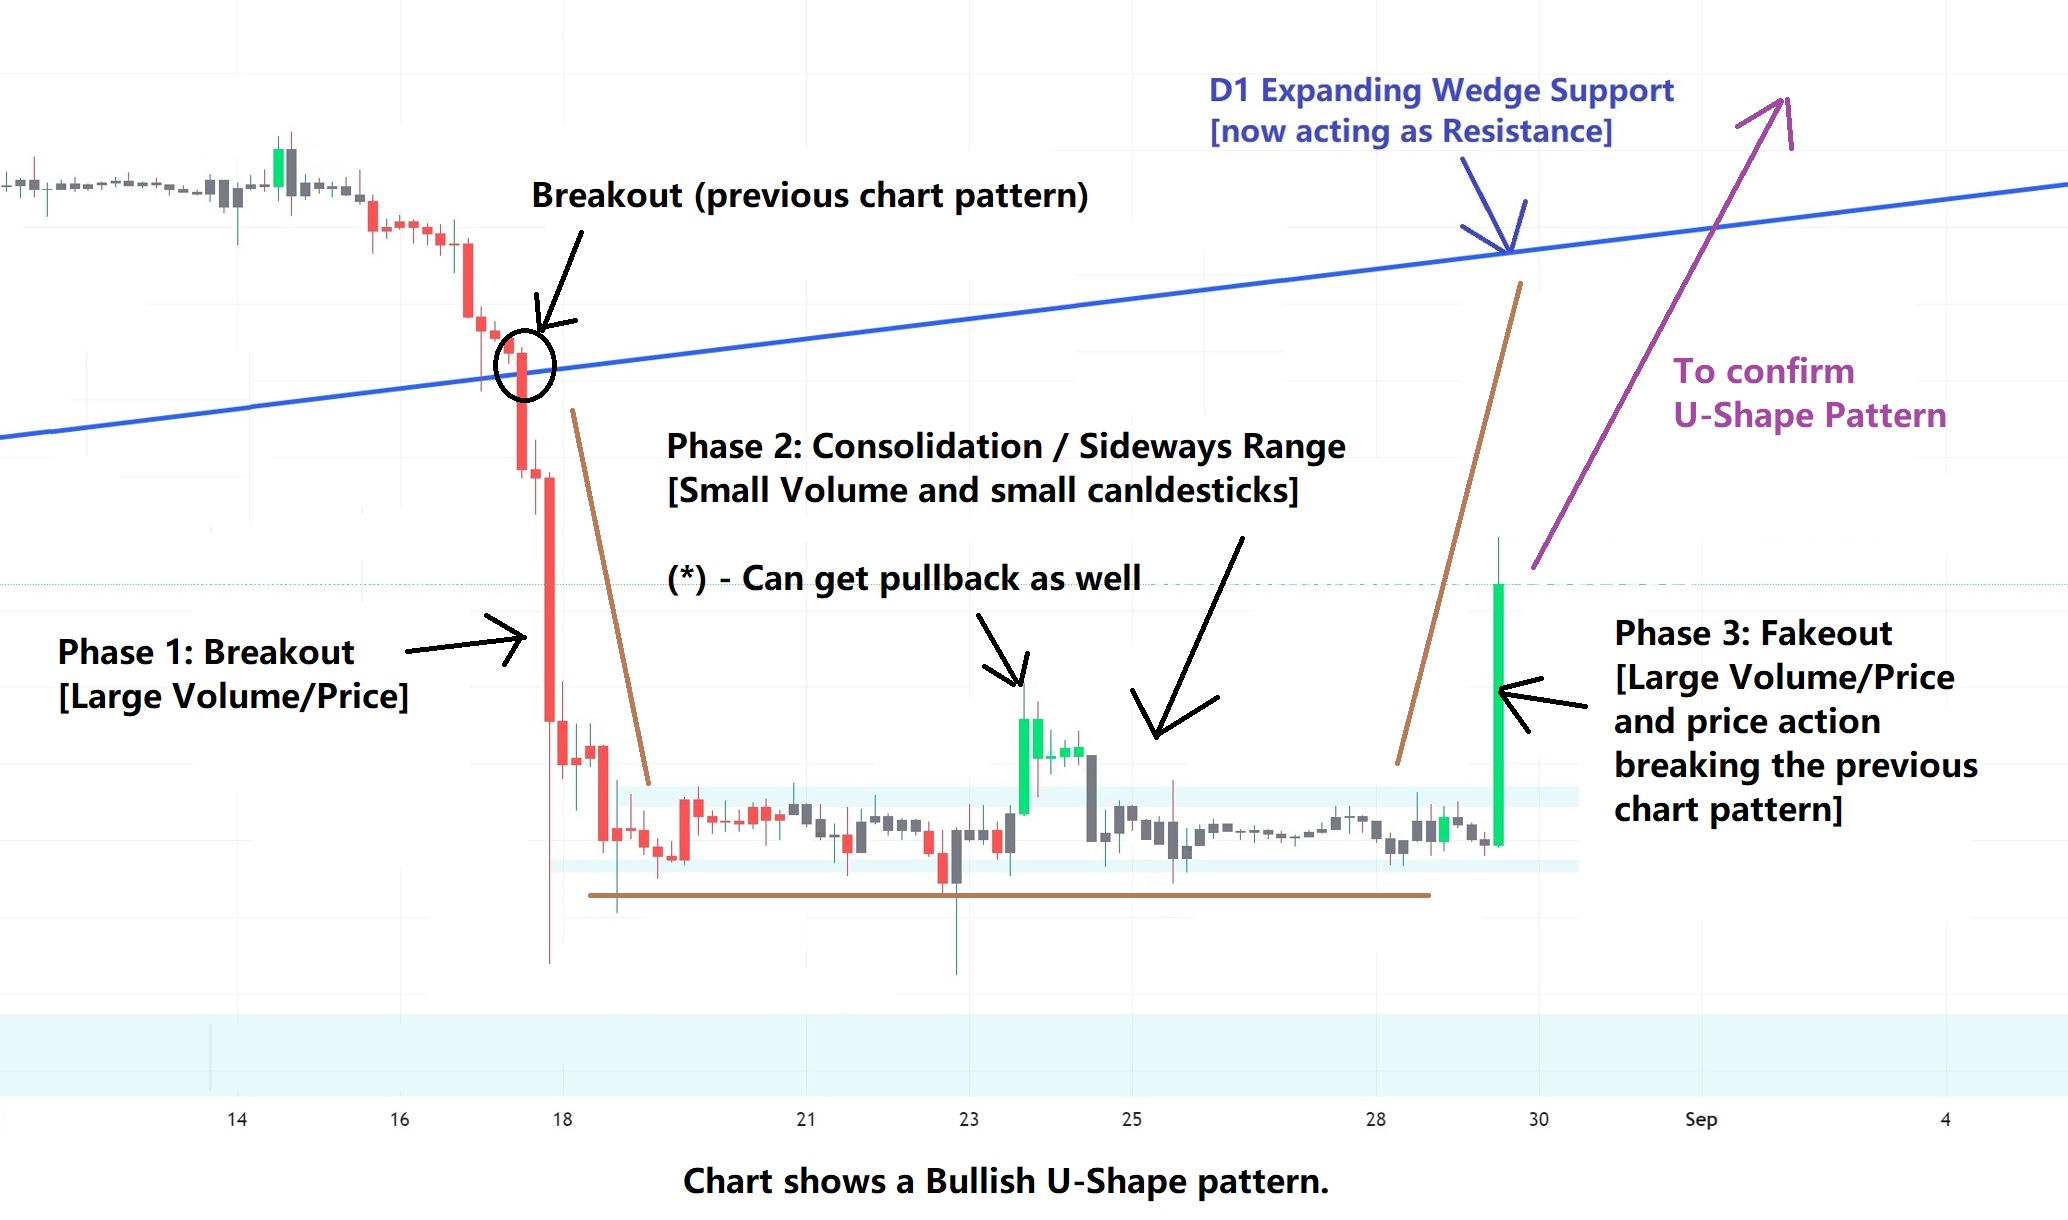 D1 Expanding Wedge Support
[now acting as Resistance]
Breakout (previous chart pattern)
To confirm
U-Shape Pattern
Phase 2: Consolidation / Sideways Range
[Small Volume and small canldesticks]
(*) - Can get pullback as well
Phase 1: Breakout
[Large Volume/Price]
Phase 3: Fakeout
[Large Volume/Price
and price action
breaking the previous
chart pattern]
14 16 18 21 23 25 28 30 Sep 4
Chart shows a Bullish U-Shape pattern.